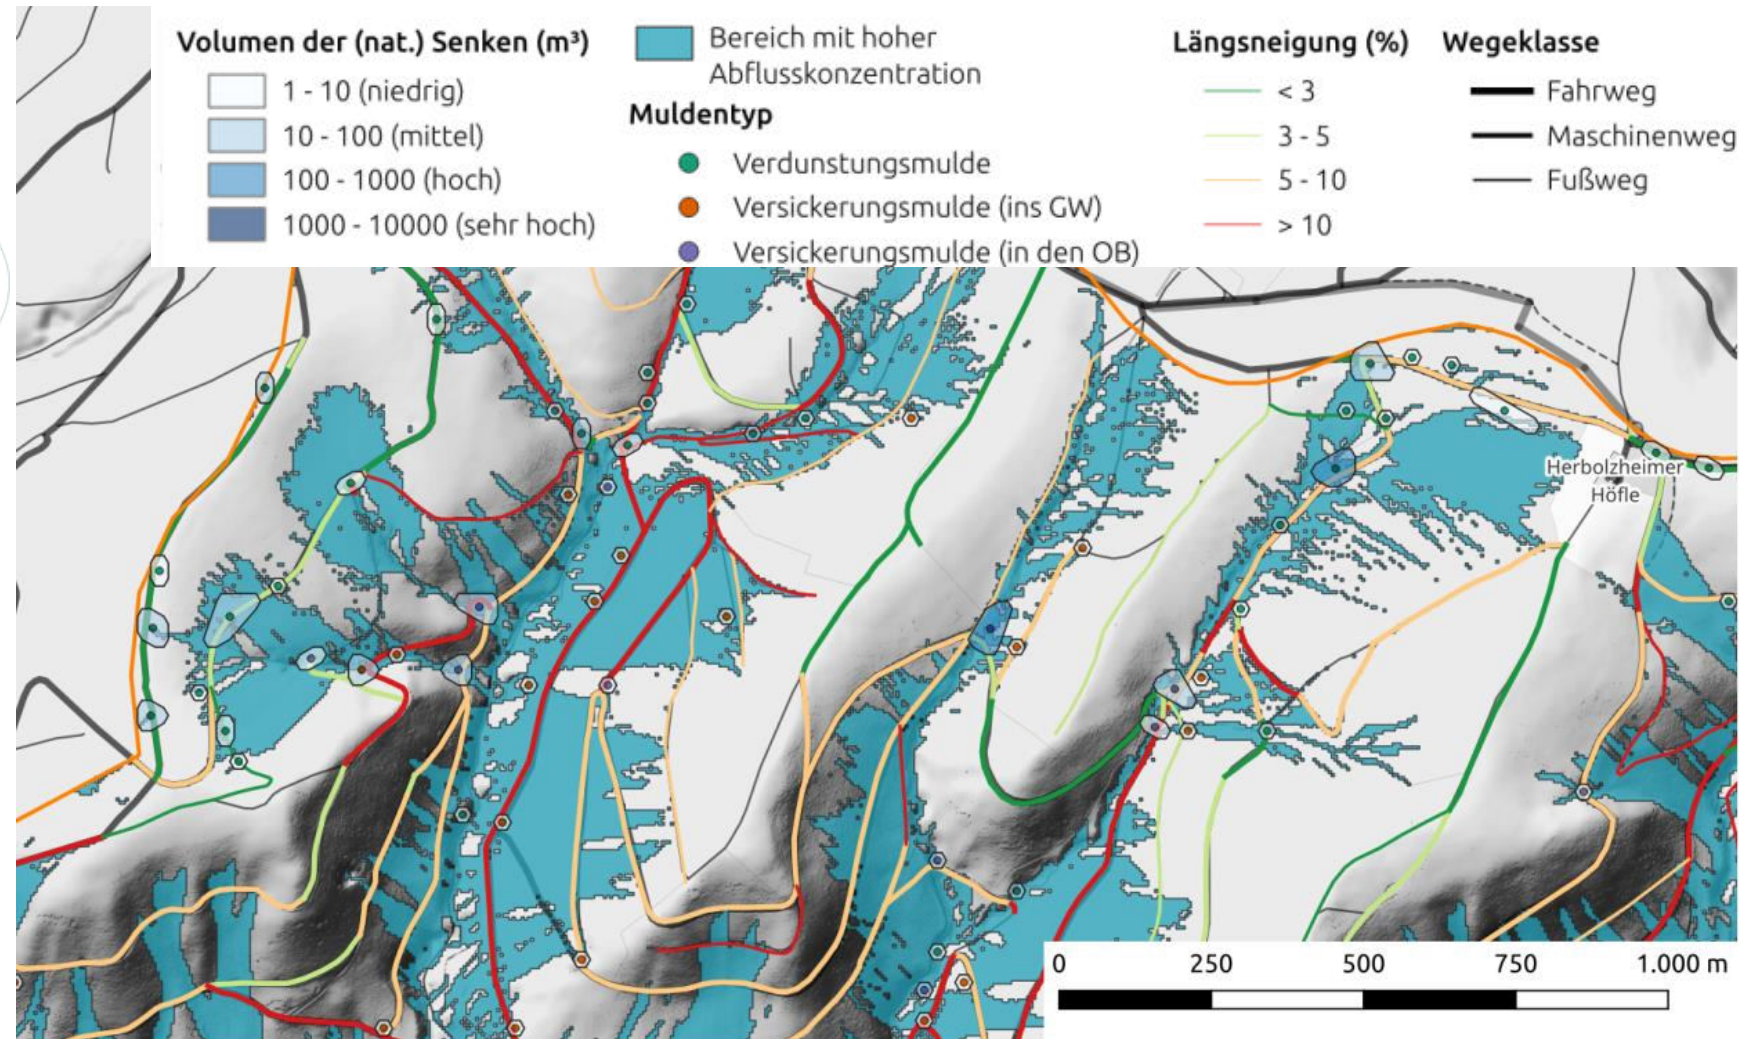 Volumen der (nat.) Senken (m³)
1 - 10 (niedrig)
10 - 100 (mittel)
100 - 1000 (hoch)
1000 - 10000 (sehr hoch)
Bereich mit hoher
Abflusskonzentration
Muldentyp
Verdunstungsmulde
Versickerungsmulde (ins GW)
Versickerungsmulde (in den OB)
Längsneigung (%)
< 3
3 - 5
5 - 10
> 10
Wegeklasse
Fahrweg
Maschinenweg
Fußweg
Herbolzheimer
Höfle
0 250 500 750 1.000 m